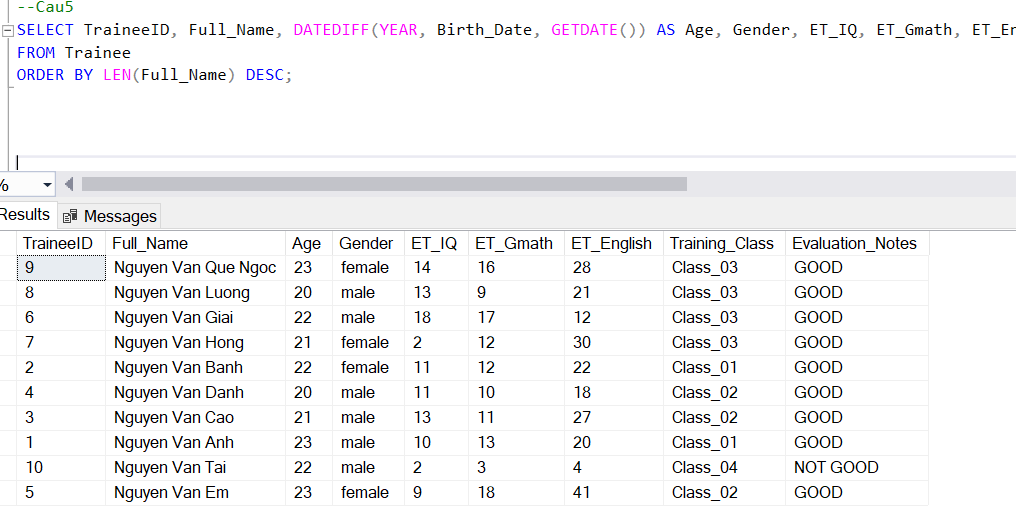 --Cau5
SELECT TraineeID, Full_Name, DATEDIFF(YEAR, Birth_Date, GETDATE()) AS Age, Gender, ET_IQ, ET_Gmath, ET_En
FROM Trainee
ORDER BY LEN(Full_Name) DESC;
%
Results Messages
TraineeID Full_Name Age Gender ET_IQ ET_Gmath ET_English Training_Class Evaluation_Notes
9 Nguyen Van Que Ngoc 23 female 14 16 28 Class_03 GOOD
8 Nguyen Van Luong 20 male 13 9 21 Class_03 GOOD
6 Nguyen Van Giai 22 male 18 17 12 Class_03 GOOD
7 Nguyen Van Hong 21 female 2 12 30 Class_03 GOOD
2 Nguyen Van Banh 22 female 11 12 22 Class_01 GOOD
4 Nguyen Van Danh 20 male 11 10 18 Class_02 GOOD
3 Nguyen Van Cao 21 male 13 11 27 Class_02 GOOD
1 Nguyen Van Anh 23 male 10 13 20 Class_01 GOOD
10 Nguyen Van Tai 22 male 2 3 4 Class_04 NOT GOOD
5 Nguyen Van Em 23 female 9 18 41 Class_02 GOOD